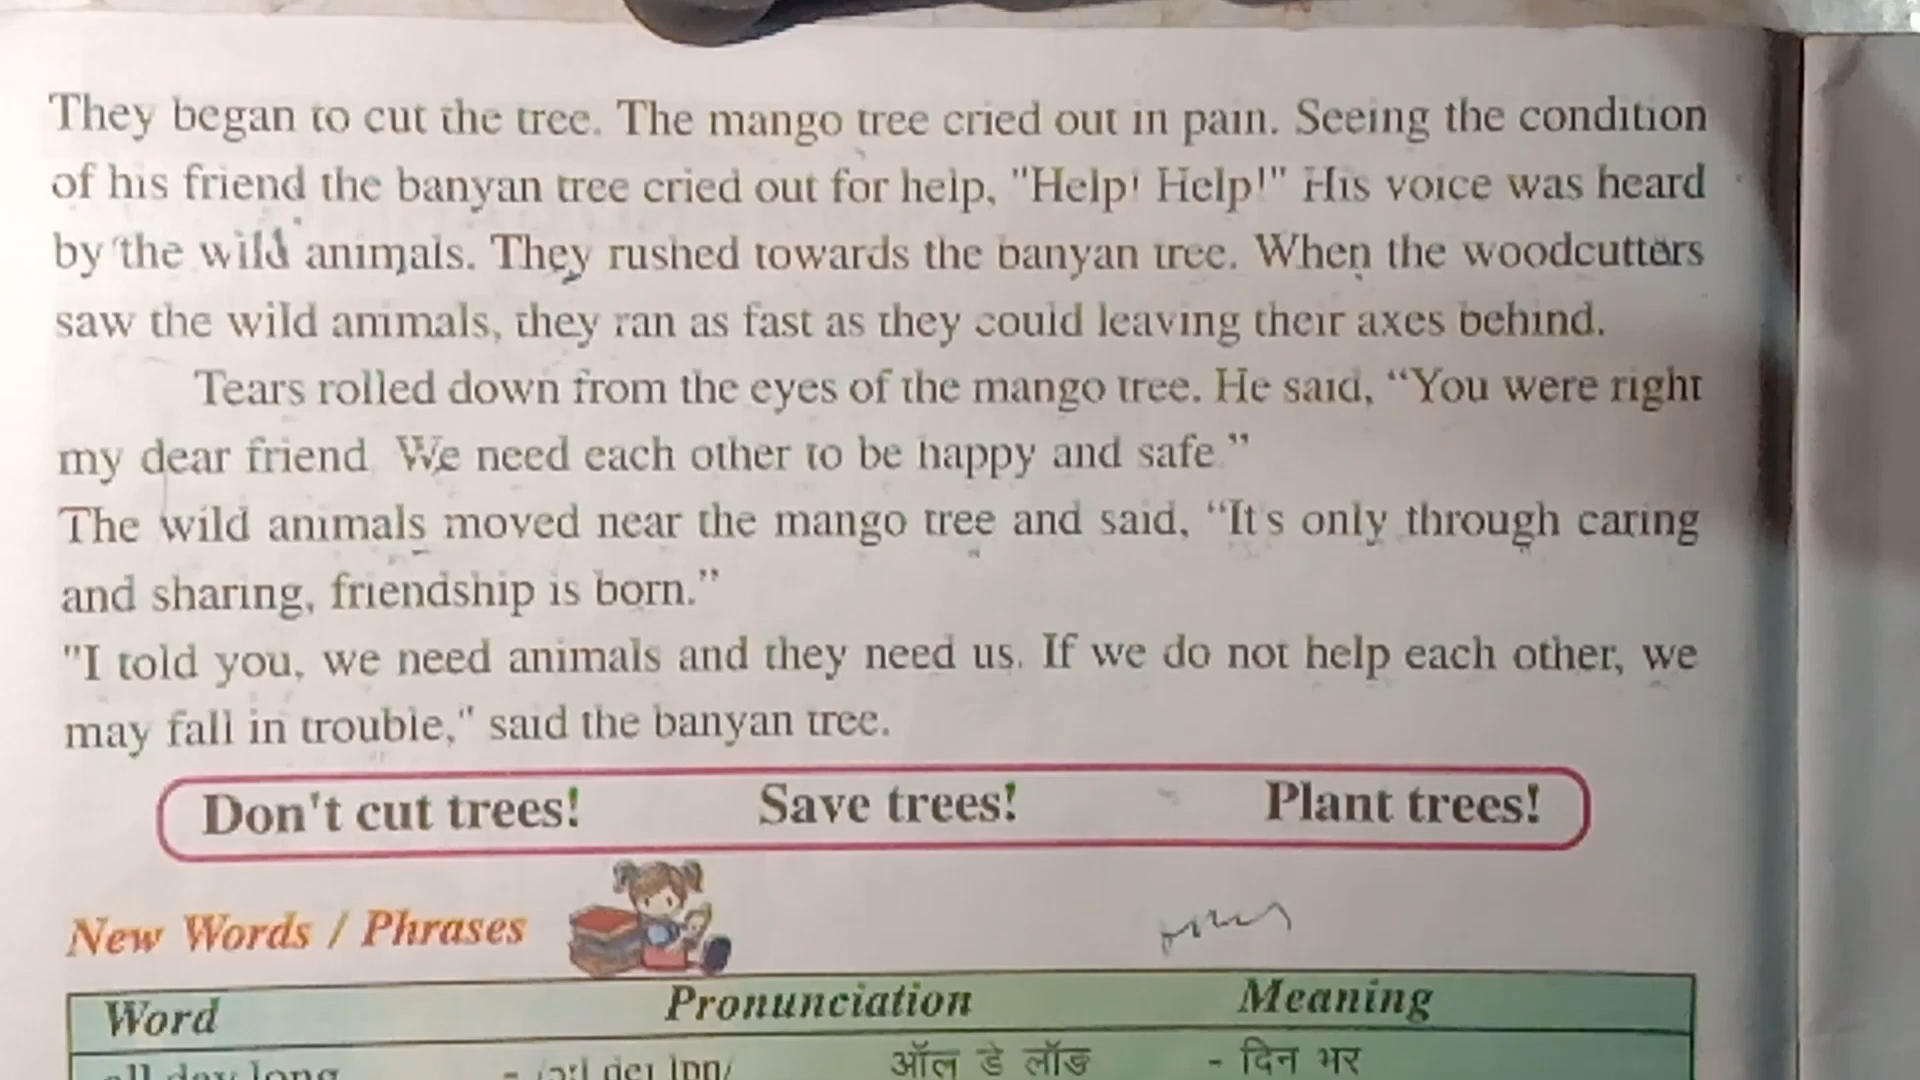 They began to cut the tree. The mango tree cried out in pain. Seeing the condition
of his friend the banyan tree cried out for help, "Help! Help!" His voice was heard
by the wild animals. They rushed towards the banyan tree. When the woodcutters
saw the wild animals, they ran as fast as they could leaving their axes behind.
Tears rolled down from the eyes of the mango tree. He said, “You were right
my dear friend. We need each other to be happy and safe.”
The wild animals moved near the mango tree and said, “It's only through caring
and sharing, friendship is born.”
"I told you, we need animals and they need us. If we do not help each other, we
may fall in trouble," said the banyan tree.
Don't cut trees! Save trees! Plant trees!
New Words / Phrases
Word Pronunciation Meaning
all day long - ऑल डे लॉङ - दिन भर